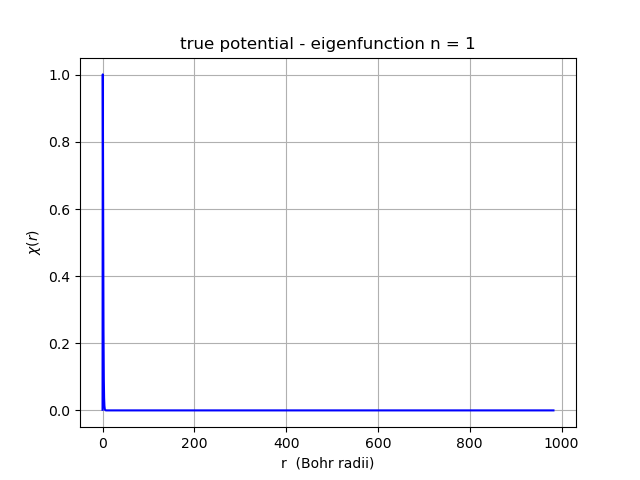 true potential - eigenfunction n = 1
1.0
0.8
0.6
0.4
0.2
0.0
χ(r)
0 200 400 600 800 1000
r (Bohr radii)